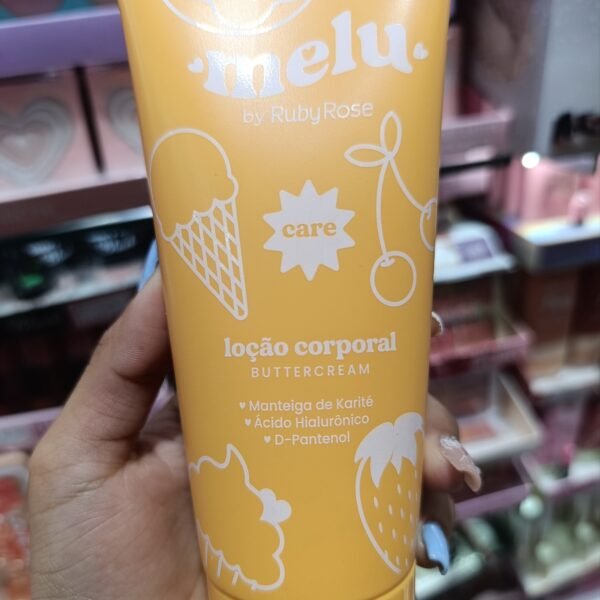 melu
by RubyRose
care
loção corporal
BUTTERCREAM
Manteiga de Karité
Ácido Hialurônico
D-Pantenol